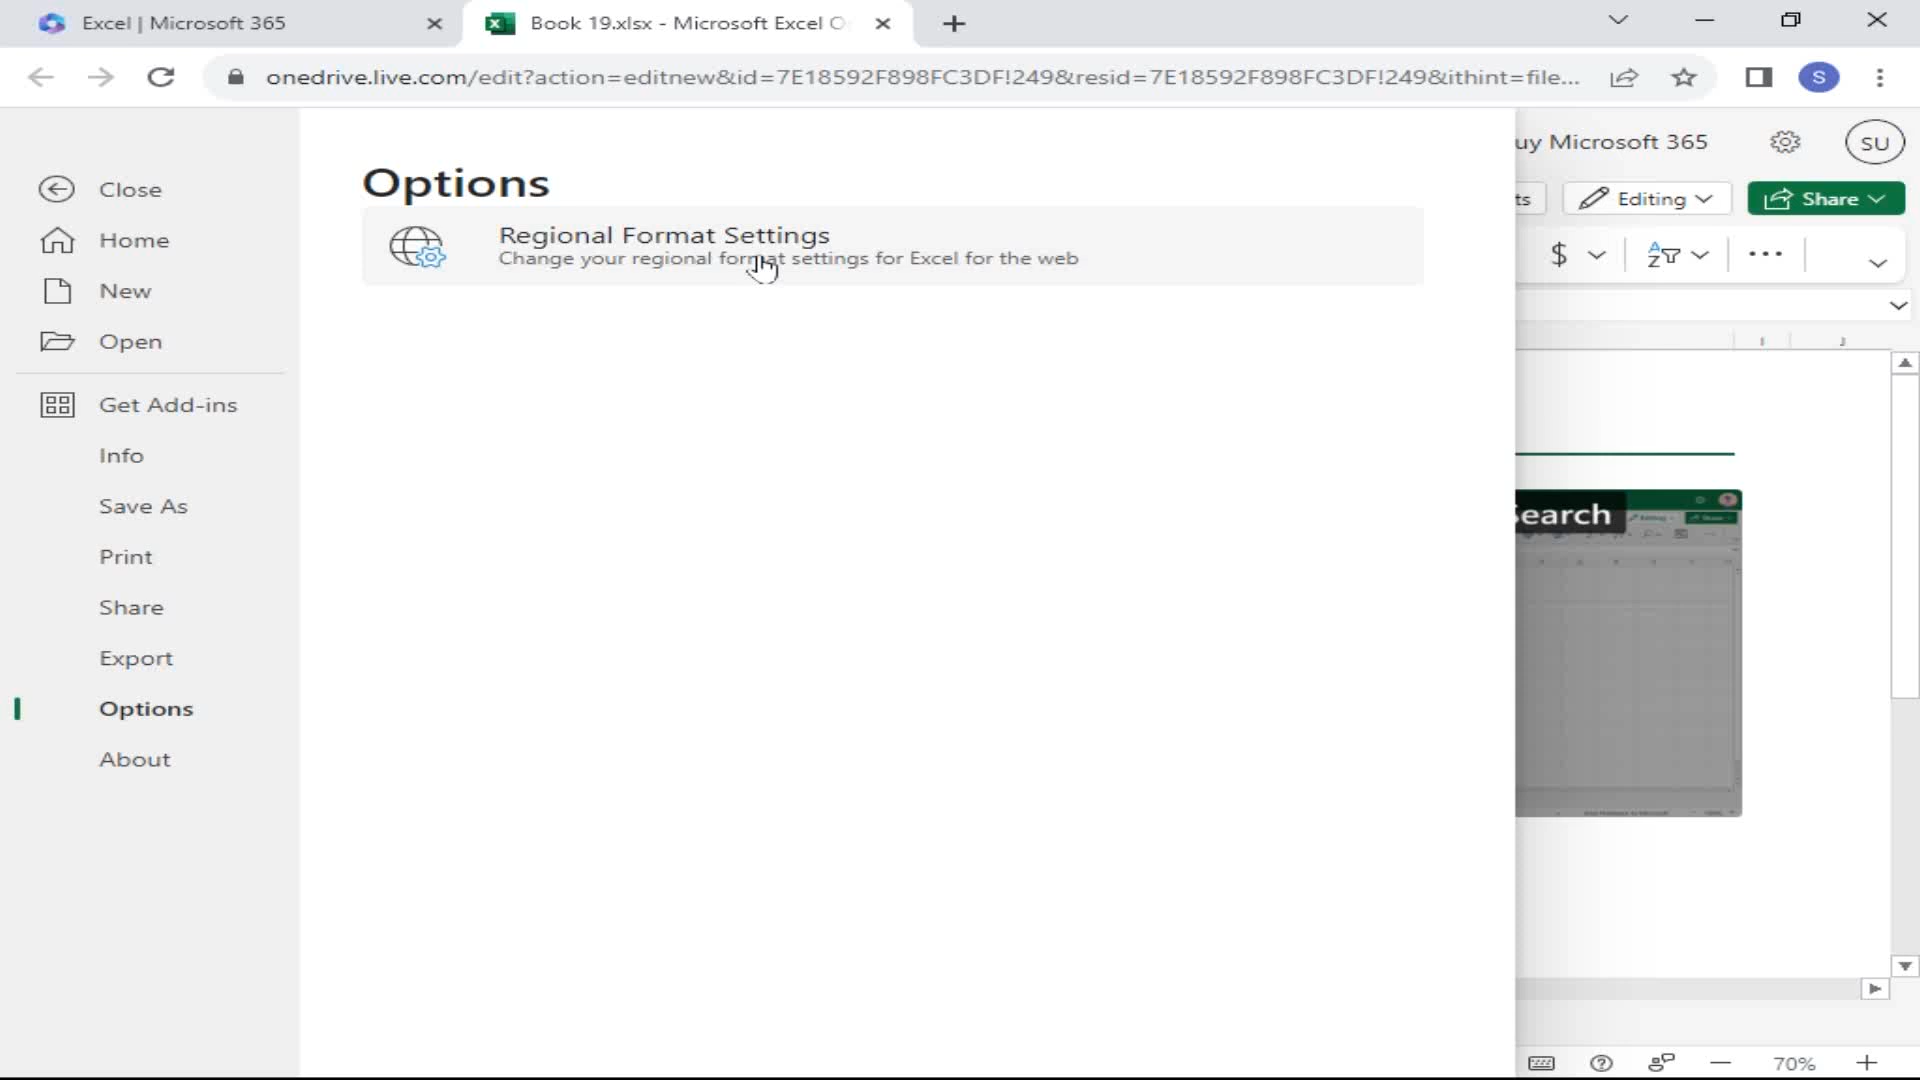 Excel | Microsoft 365
Book 19.xlsx - Microsoft Excel O
onedrive.live.com/edit?action=editnew&id=7E18592F898FC3DF!249&resid=7E18592F898FC3DF!249&ithint=file...
S
Close
Home
New
Open
Get Add-ins
Info
Save As
Print
Share
Export
Options
About
Options
Regional Format Settings
Change your regional format settings for Excel for the web
uy Microsoft 365
SU
ts
Editing
Share
$
I
J
Search
70%